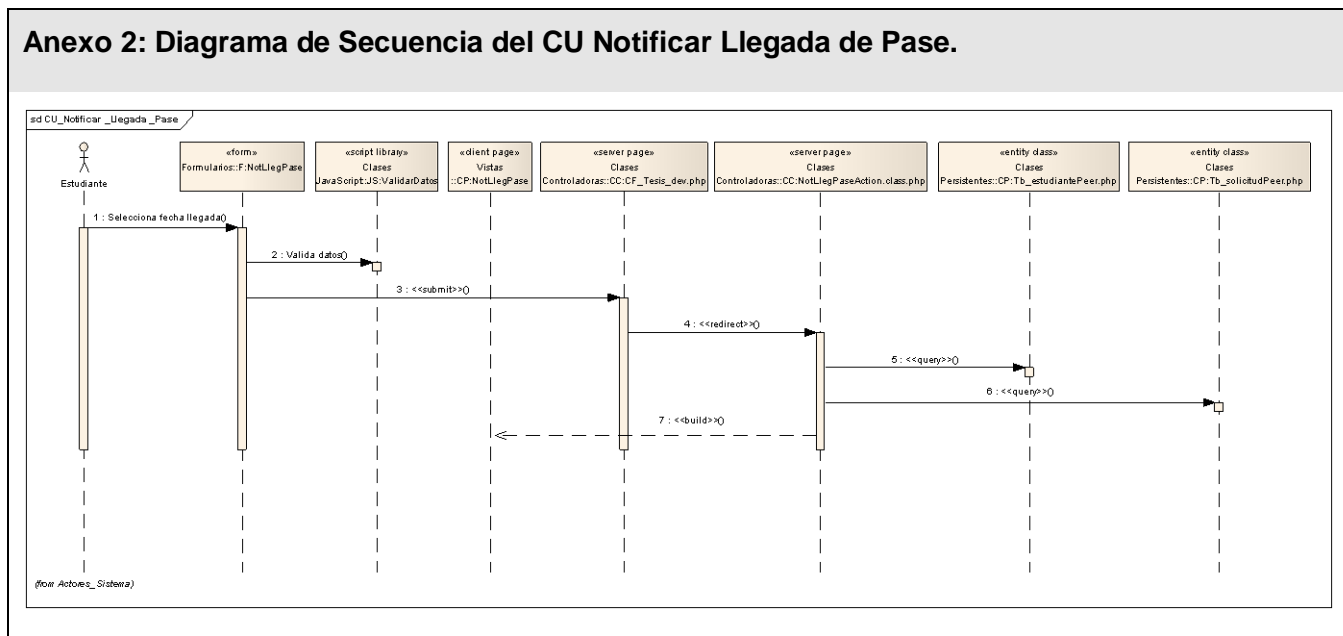 Anexo 2: Diagrama de Secuencia del CU Notificar Llegada de Pase.
sd CU_Notificar _Llegada _Pase
Estudiante
«form»
Formularios::F:NotLlegPase
«script library»
Clases
JavaScript:JS:ValidarDatos
«client page»
Vistas
::CP:NotLlegPase
«server page»
Clases
Controladoras::CC:CF_Tesis_dev.php
«server page»
Clases
Controladoras::CC:NotLlegPaseAction.class.php
«entity class»
Clases
Persistentes::CP:Tb_estudiantePeer.php
«entity class»
Clases
Persistentes::CP:Tb_solicitudPeer.php
1 : Selecciona fecha llegada()
2 : Valida datos()
3 : <<submit>>()
4 : <<redirect>>()
5 : <<query>>()
6 : <<query>>()
7 : <<build>>()
(from Actores_Sistema)